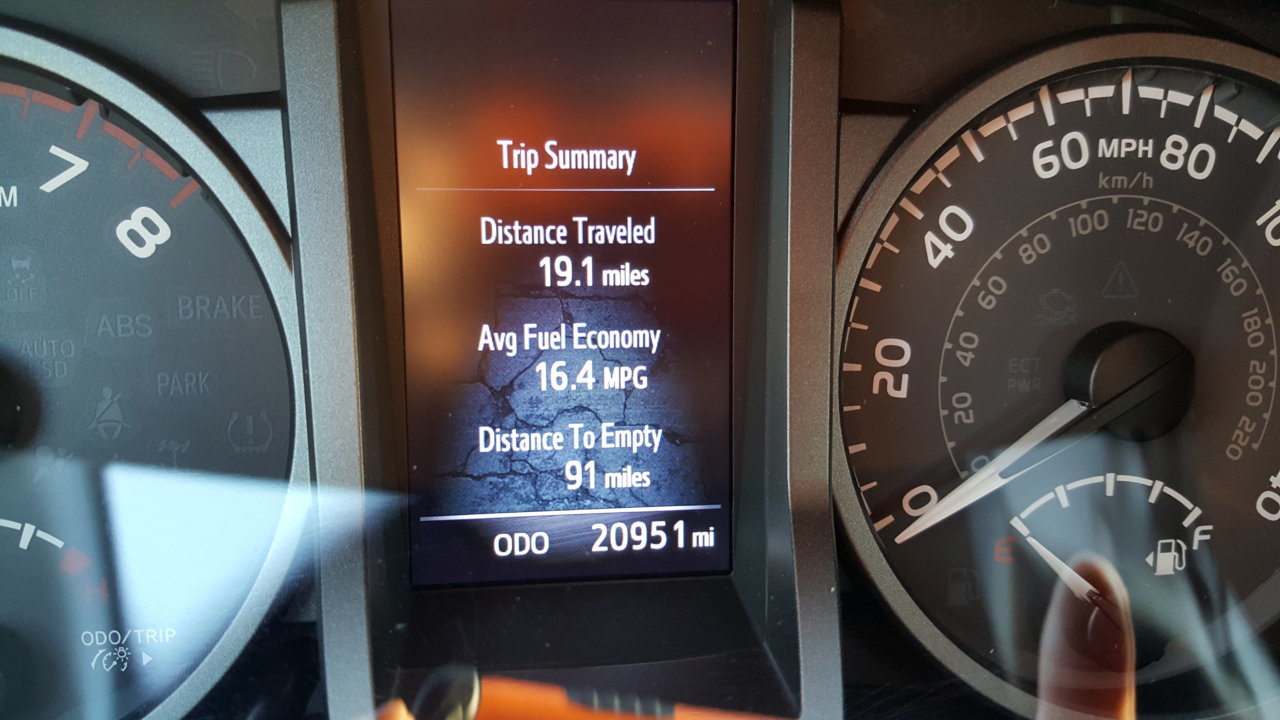 7
8
M
OFF
BRAKE
ABS
AUTO
LSD
PARK
H
ODO/TRIP
Trip Summary
Distance Traveled
19.1 miles
Avg Fuel Economy
16.4 MPG
Distance To Empty
91 miles
ODO 20951 mi
60 MPH 80
km/h
40
20
0
20
40
60
80
100
120
140
160
180
200
220
CHECK
ECT
PWR
E
F